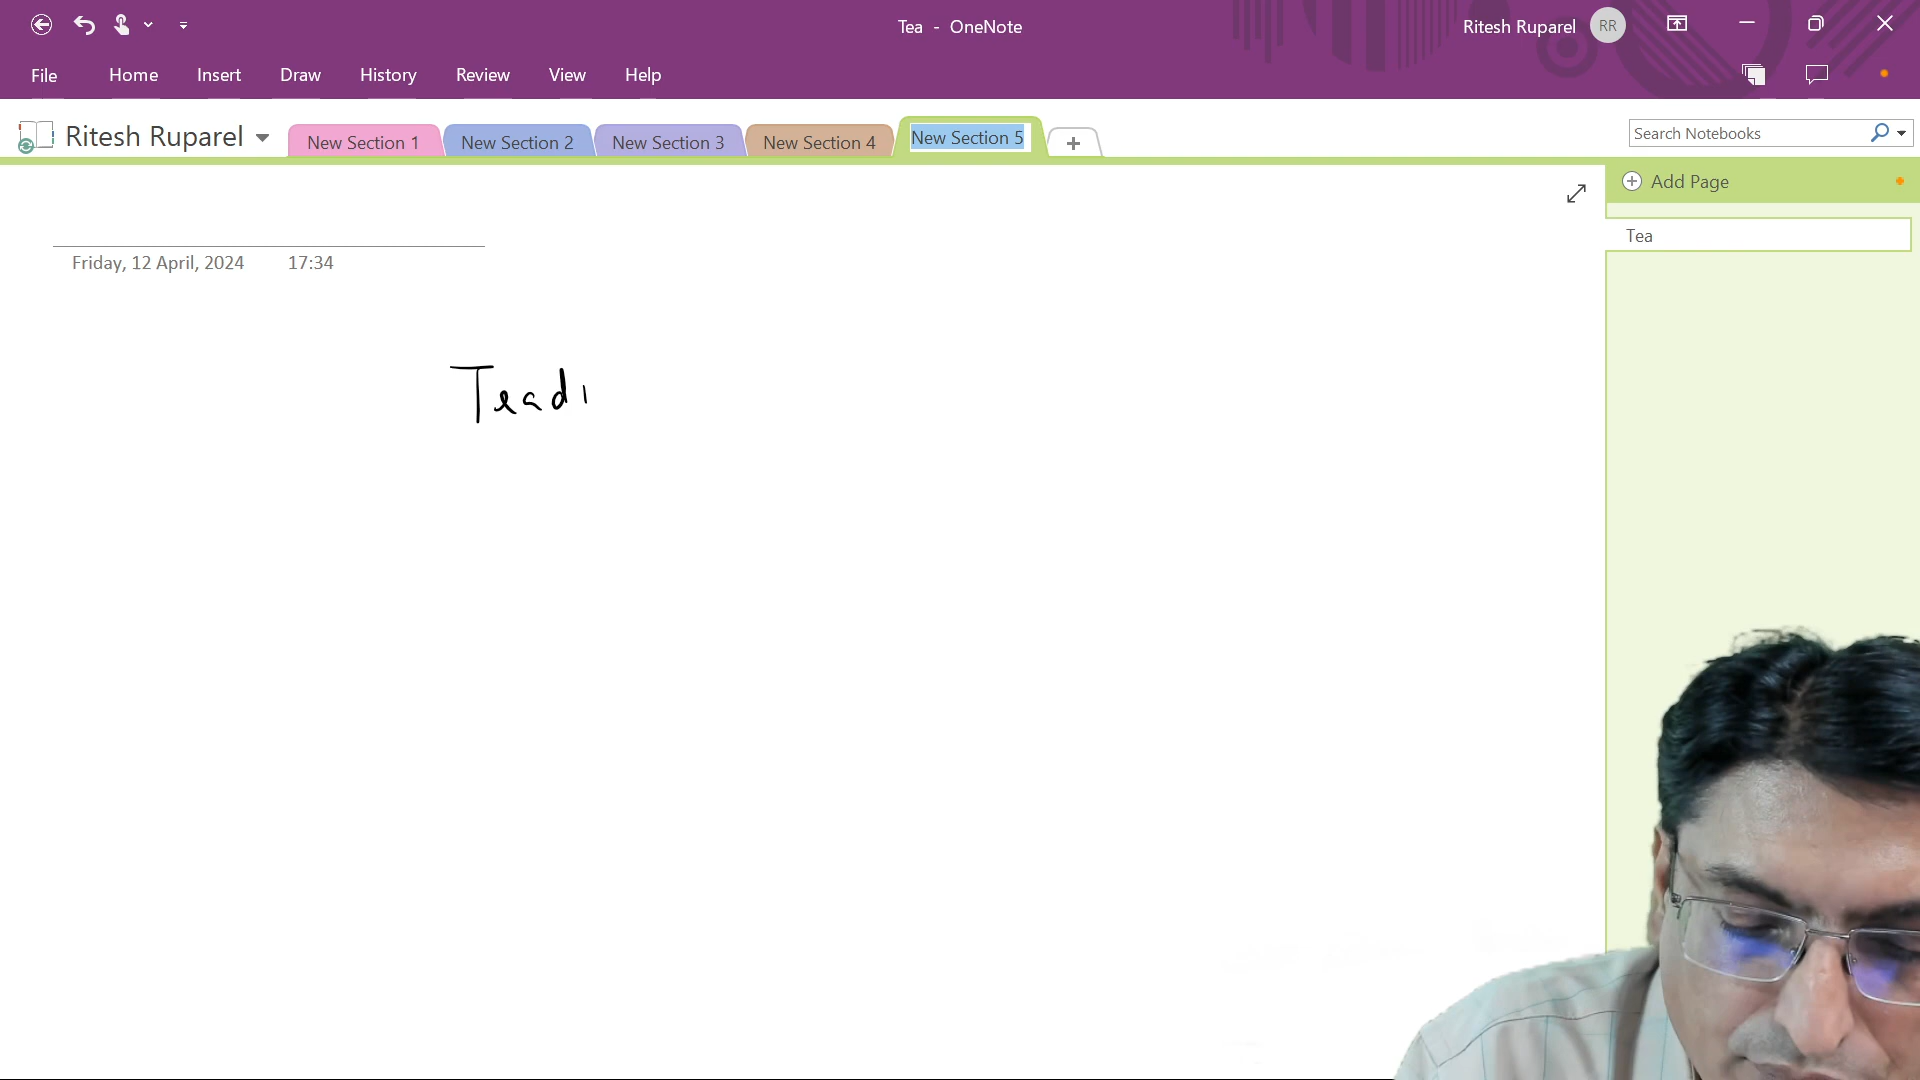 Tea - OneNote
Ritesh Ruparel RR
File Home Insert Draw History Review View Help
Ritesh Ruparel
New Section 1 New Section 2 New Section 3 New Section 4 New Section 5 +
Search Notebooks
Add Page
Tea
Friday, 12 April, 2024 17:34
Teadı